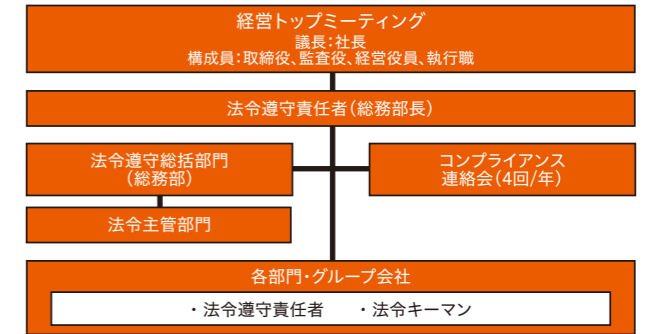 経営トップミーティング
議長:社長
構成員:取締役、監査役、経営役員、執行職
法令遵守責任者(総務部長)
法令遵守総括部門
(総務部)
コンプライアンス
連絡会(4回/年)
法令主管部門
各部門・グループ会社
・法令遵守責任者 ・法令キーマン